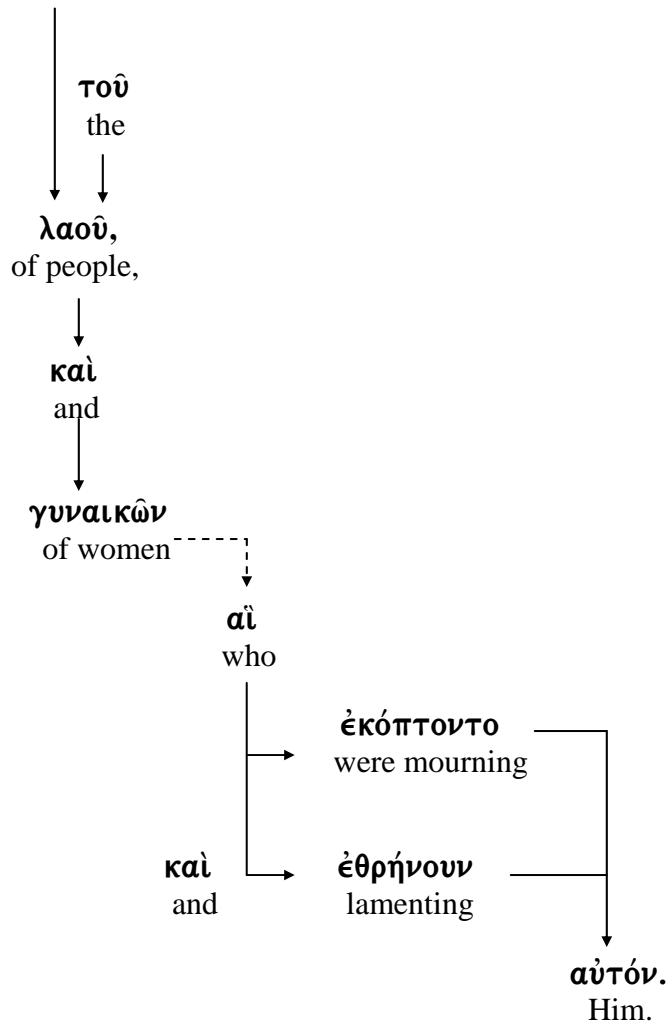 τοῦ
the
λαοῦ,
of people,
καὶ
and
γυναικῶν
of women
αἳ
who
ἐκόπτοντο
were mourning
καὶ ἐθρήνουν
and lamenting
αὐτόν.
Him.